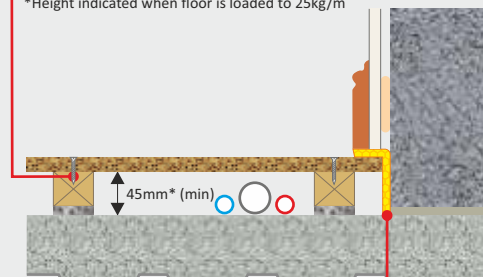 *Height indicated when floor is loaded to 25kg/m
45mm* (min)